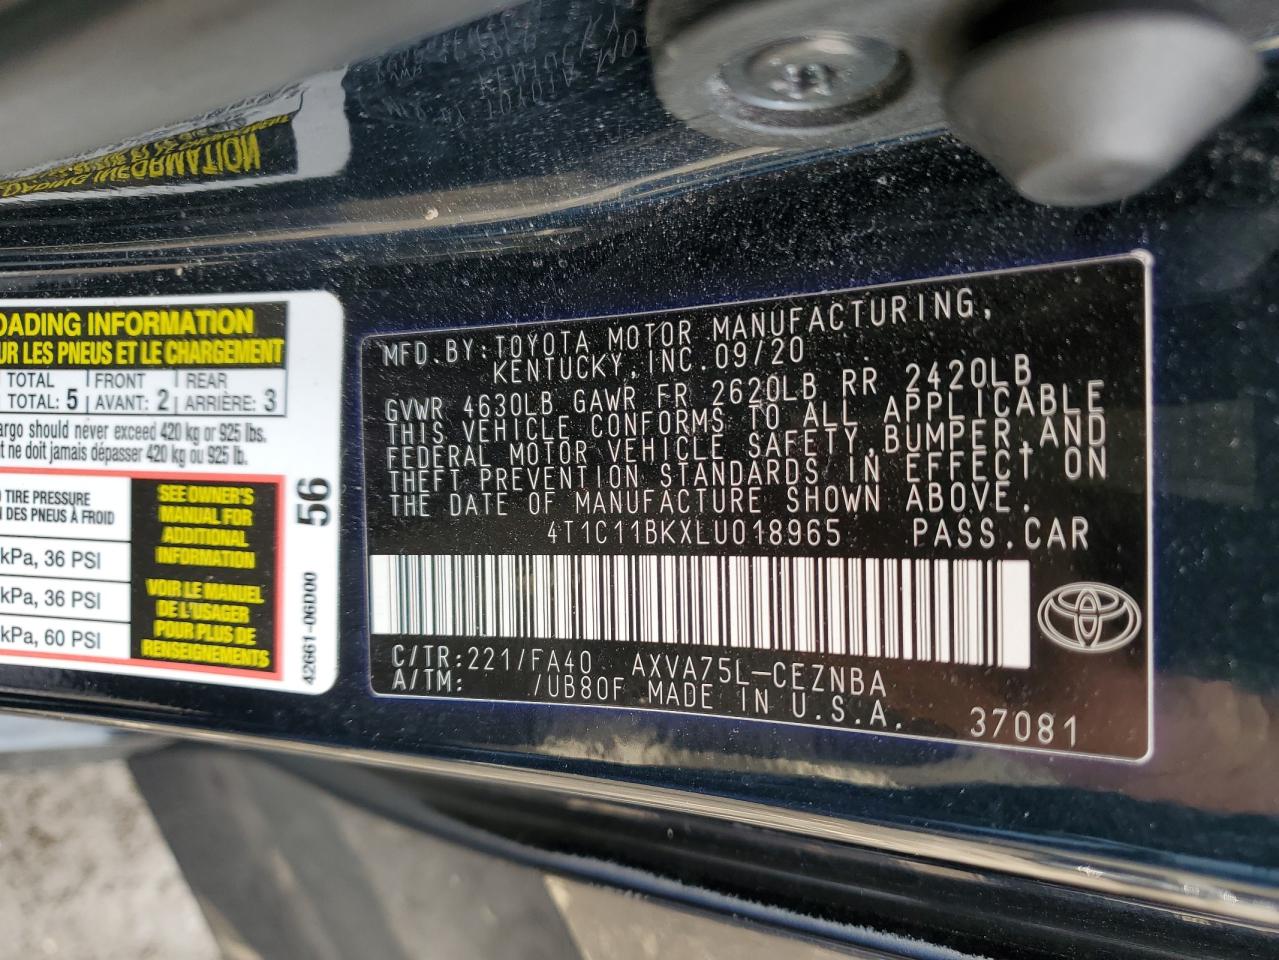 OADING INFORMATION
UR LES PNEUS ET LE CHARGEMENT
TOTAL FRONT REAR
TOTAL: 5 AVANT: 2 ARRIÈRE: 3
argo should never exceed 420 kg or 925 lbs.
t ne doit jamais dépasser 420 kg ou 925 lb.
TIRE PRESSURE
DES PNEUS À FROID
kPa, 36 PSI
kPa, 36 PSI
kPa, 60 PSI
SEE OWNER'S
MANUAL FOR
ADDITIONAL
INFORMATION
VOIR LE MANUEL
DE L'USAGER
POUR PLUS DE
RENSEIGNEMENTS
56
42661-06D00
MFD.BY:TOYOTA MOTOR MANUFACTURING,
KENTUCKY,INC.09/20
GVWR 4630LB GAWR FR 2620LB RR 2420LB
THIS VEHICLE CONFORMS TO ALL APPLICABLE
FEDERAL MOTOR VEHICLE SAFETY,BUMPER,AND
THEFT PREVENTION STANDARDS IN EFFECT ON
THE DATE OF MANUFACTURE SHOWN ABOVE.
4T1C11BKXLU018965 PASS.CAR
C/TR:221/FA40 AXVA75L-CEZNBA
A/TM: /UB80F MADE IN U.S.A.
37081